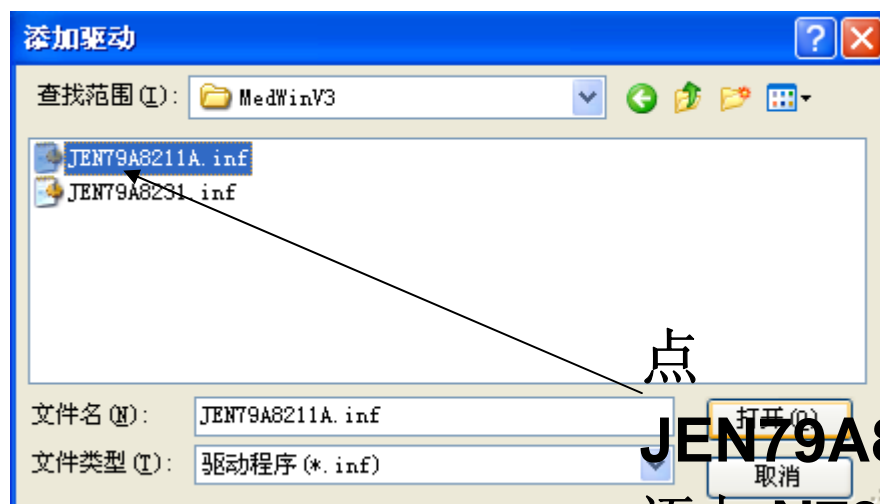 添加驱动
查找范围(I): MedWinV3
JEN79A8211A.inf
JEN79A8231.inf
点
文件名(N): JEN79A8211A.inf 打开(O)
JEN79A8
文件类型(T): 驱动程序(*.inf) 取消